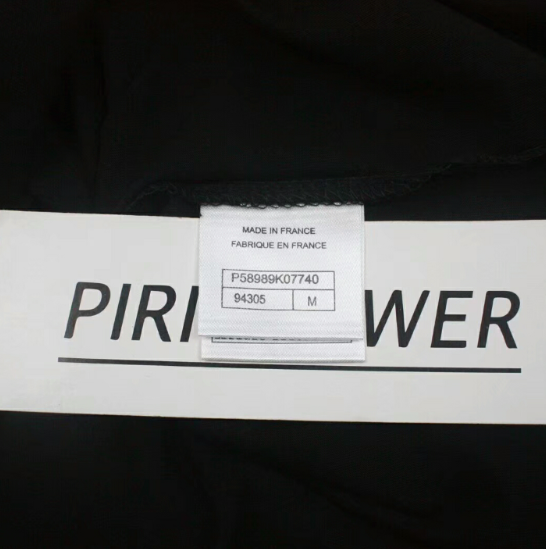 MADE IN FRANCE
FABRIQUE EN FRANCE
P58989K07740
94305 M
PIRI WER